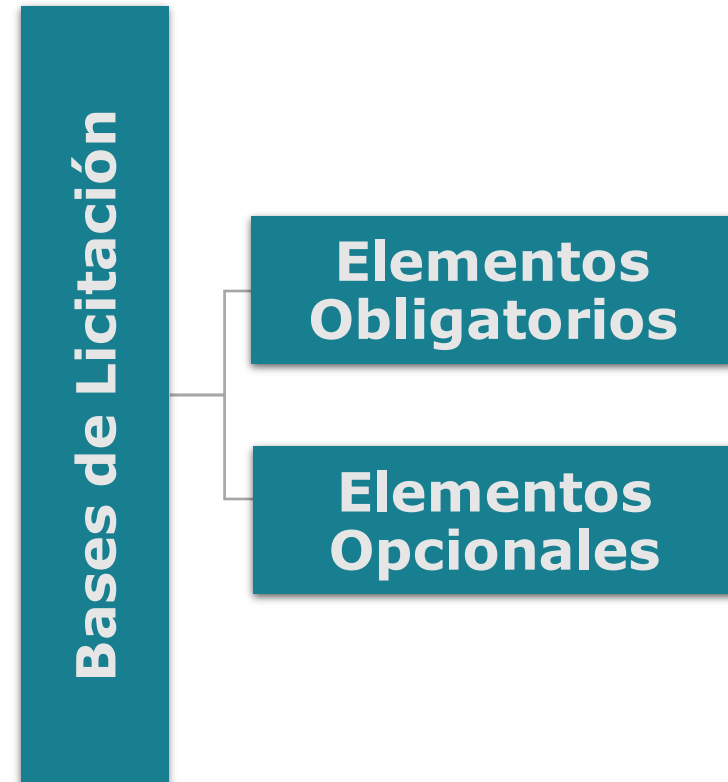 Bases de Licitación
Elementos
Obligatorios
Elementos
Opcionales